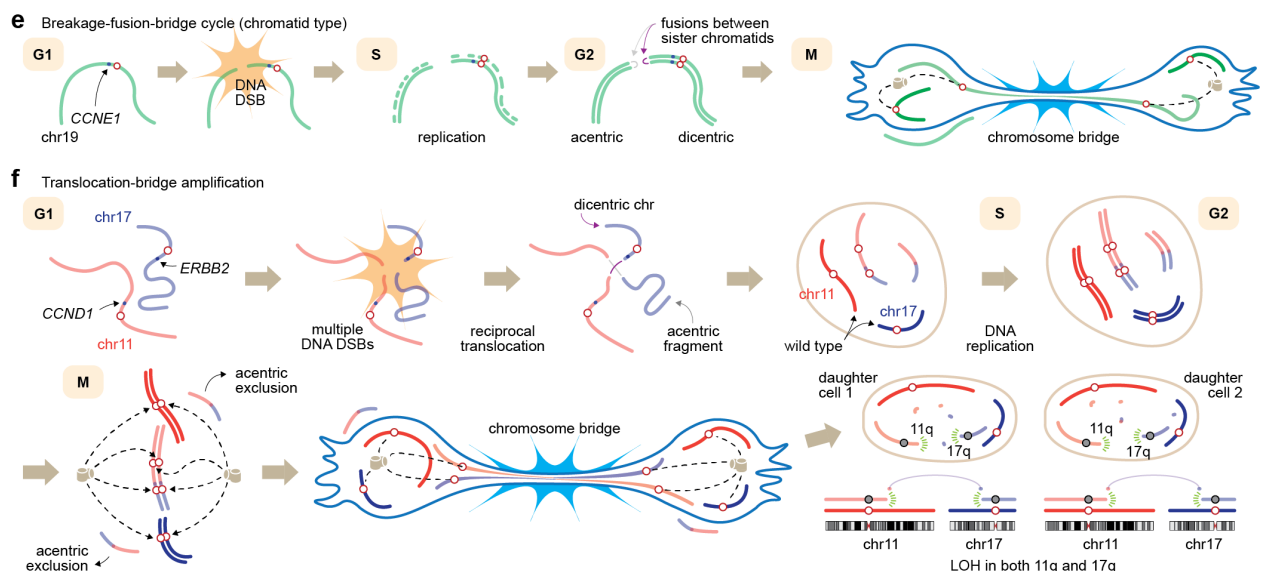 e Breakage-fusion-bridge cycle (chromatid type)
G1
CCNE1
chr19
DNA
DSB
S
replication
G2
fusions between
sister chromatids
acentric
dicentric
M
chromosome bridge
f Translocation-bridge amplification
G1
chr17
ERBB2
CCND1
chr11
multiple
DNA DSBs
reciprocal
translocation
dicentric chr
acentric
fragment
chr11
chr17
wild type
S
DNA
replication
G2
M
acentric
exclusion
acentric
exclusion
chromosome bridge
daughter
cell 1
11q
17q
daughter
cell 2
11q
17q
chr11
chr17
chr11
chr17
LOH in both 11q and 17q